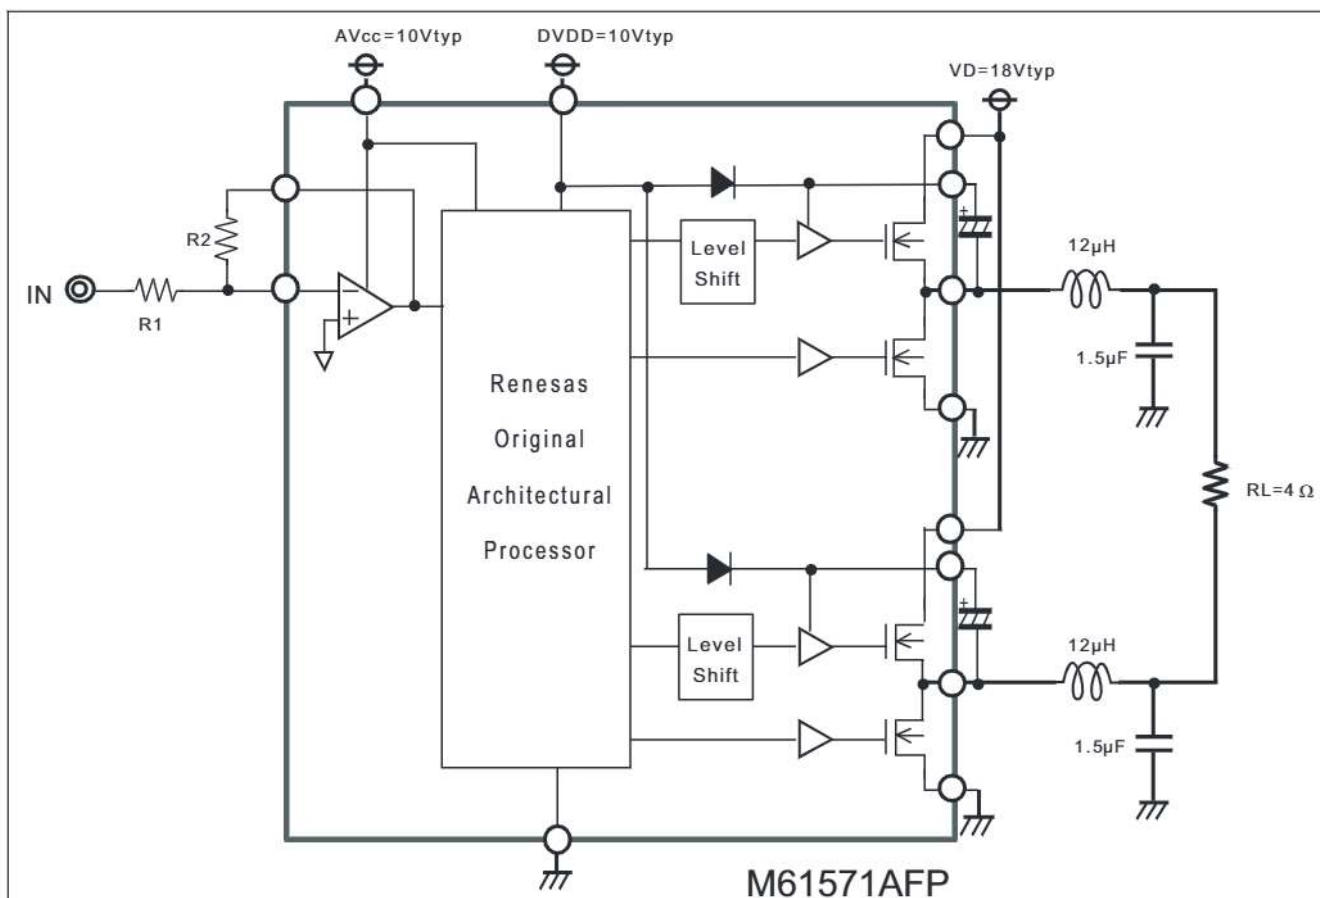 AVcc=10Vtyp
DVDD=10Vtyp
VD=18Vtyp
R2
IN
R1
−
+
Level
Shift
+
12µH
1.5µF
Renesas
Original
Architectural
Processor
RL=4 Ω
Level
Shift
+
12µH
1.5µF
M61571AFP